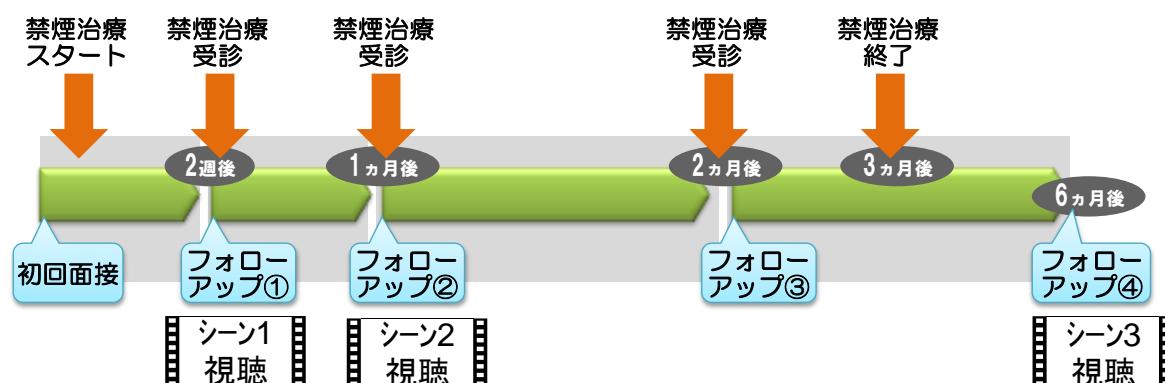 禁煙治療
スタート
禁煙治療
受診
禁煙治療
受診
禁煙治療
受診
禁煙治療
終了
2週後
1ヵ月後
2ヵ月後
3ヵ月後
6ヵ月後
初回面接
フォロー
アップ①
フォロー
アップ②
フォロー
アップ③
フォロー
アップ④
シーン1
視聴
シーン2
視聴
シーン3
視聴